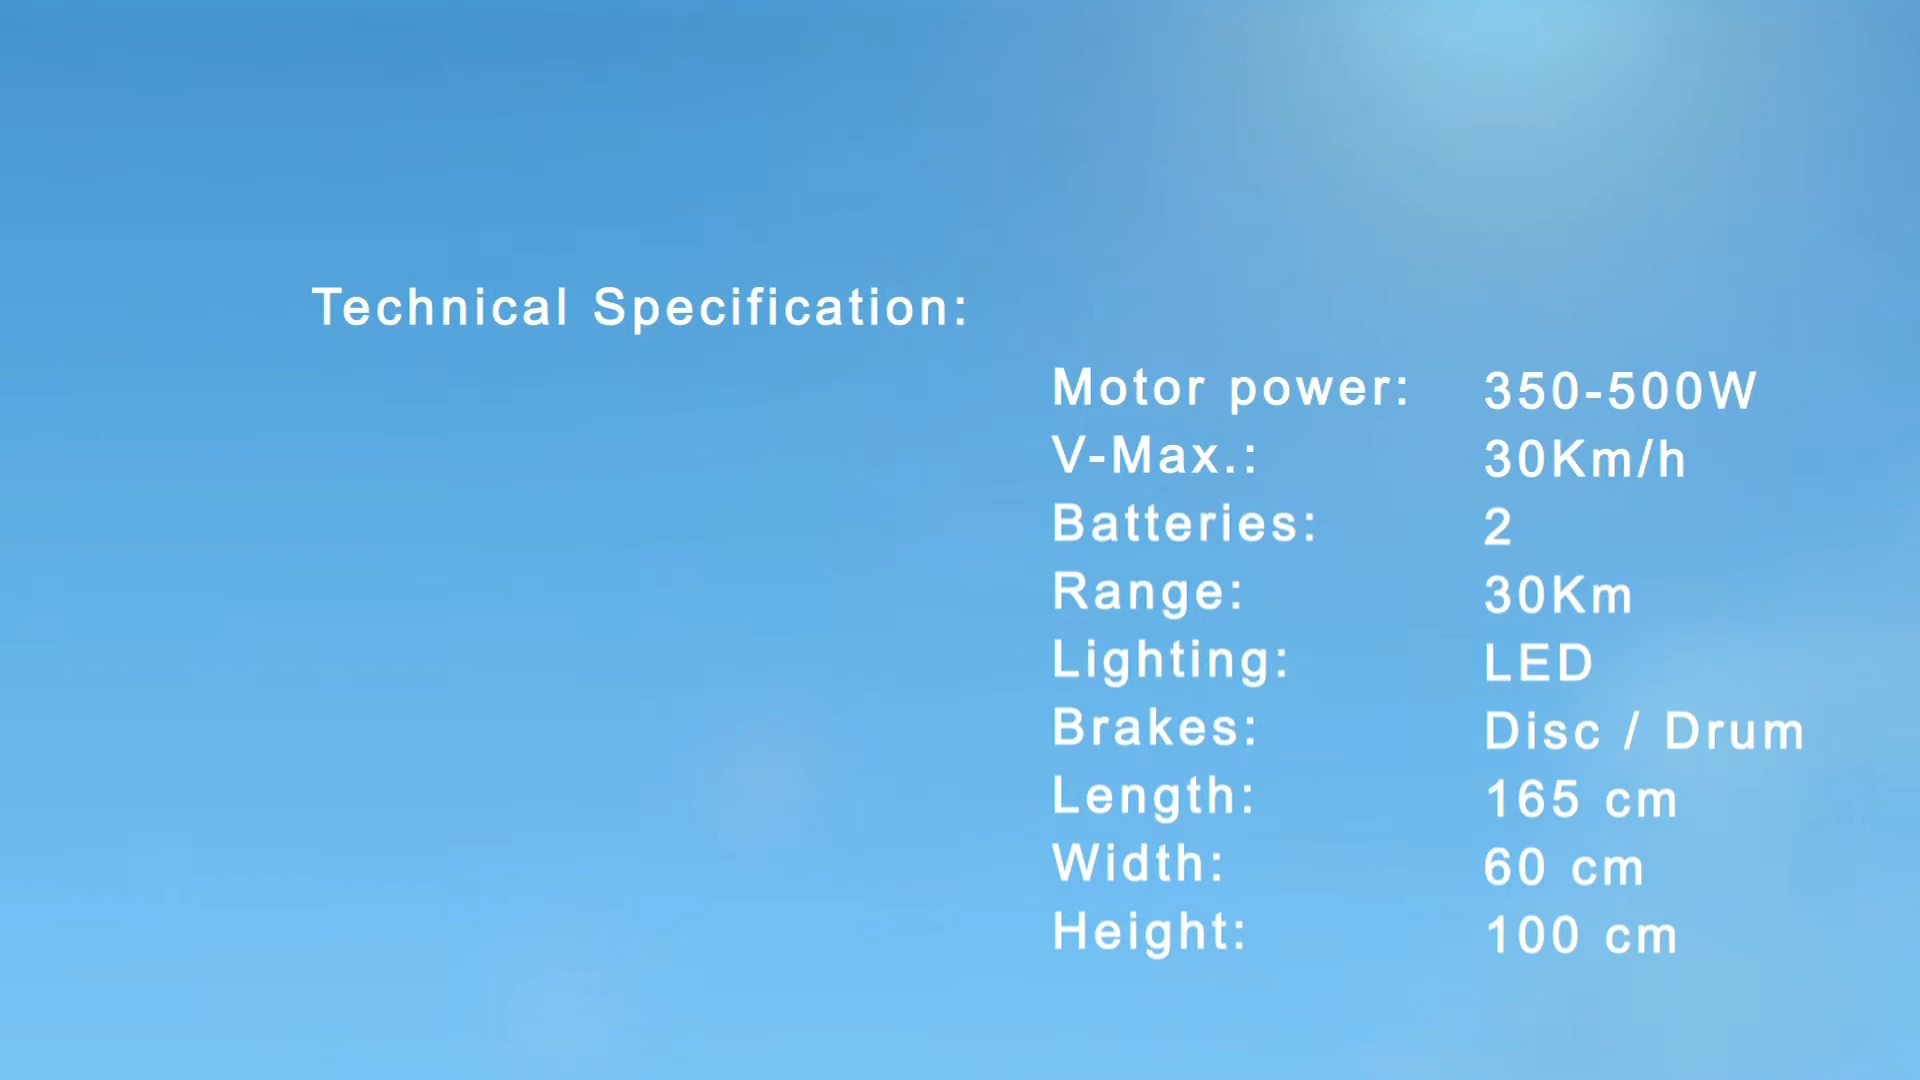 Technical Specification:
Motor power: 350-500W
V-Max.: 30Km/h
Batteries: 2
Range: 30Km
Lighting: LED
Brakes: Disc / Drum
Length: 165 cm
Width: 60 cm
Height: 100 cm